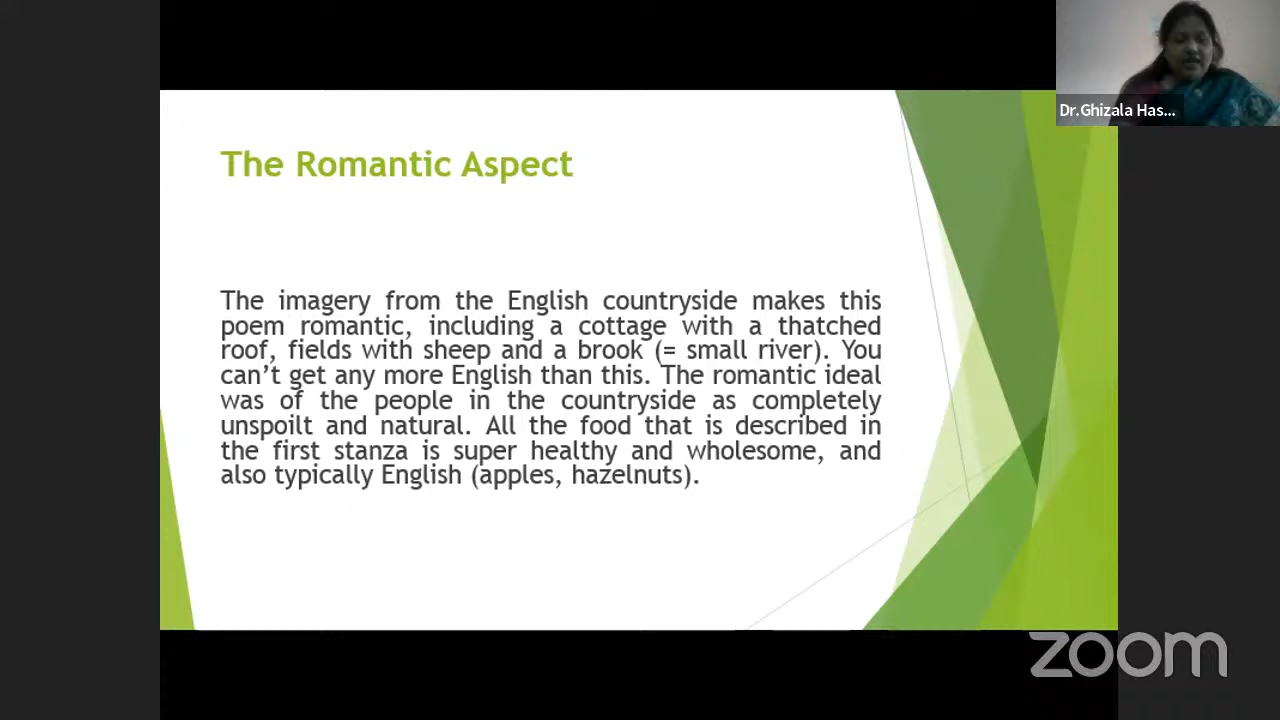 Dr.Ghizala Has...
The Romantic Aspect
The imagery from the English countryside makes this
poem romantic, including a cottage with a thatched
roof, fields with sheep and a brook (= small river). You
can't get any more English than this. The romantic ideal
was of the people in the countryside as completely
unspoilt and natural. All the food that is described in
the first stanza is super healthy and wholesome, and
also typically English (apples, hazelnuts).
zoom